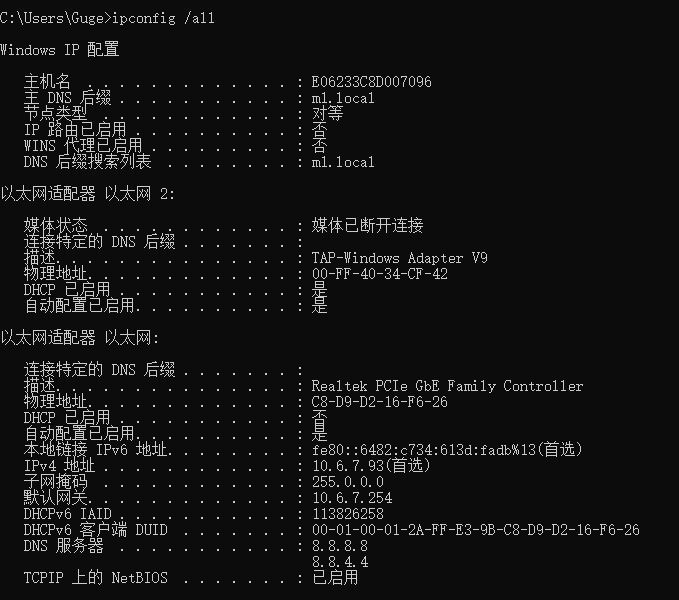 C:\Users\Guge>ipconfig /all
Windows IP 配置
主机名 . . . . . . . . . . . . . : E06233C8D007096
主 DNS 后缀 . . . . . . . . . . . : ml.local
节点类型 . . . . . . . . . . . . : 对等
IP 路由已启用 . . . . . . . . . . : 否
WINS 代理已启用 . . . . . . . . . : 否
DNS 后缀搜索列表 . . . . . . . . : ml.local
以太网适配器 以太网 2:
媒体状态 . . . . . . . . . . . . : 媒体已断开连接
连接特定的 DNS 后缀 . . . . . . . :
描述. . . . . . . . . . . . . . . : TAP-Windows Adapter V9
物理地址. . . . . . . . . . . . . : 00-FF-40-34-CF-42
DHCP 已启用 . . . . . . . . . . . : 是
自动配置已启用. . . . . . . . . . : 是
以太网适配器 以太网:
连接特定的 DNS 后缀 . . . . . . . :
描述. . . . . . . . . . . . . . . : Realtek PCIe GbE Family Controller
物理地址. . . . . . . . . . . . . : C8-D9-D2-16-F6-26
DHCP 已启用 . . . . . . . . . . . : 否
自动配置已启用. . . . . . . . . . : 是
本地链接 IPv6 地址. . . . . . . . : fe80::6482:c734:613d:fadb%13(首选)
IPv4 地址 . . . . . . . . . . . . : 10.6.7.93(首选)
子网掩码 . . . . . . . . . . . . : 255.0.0.0
默认网关. . . . . . . . . . . . . : 10.6.7.254
DHCPv6 IAID . . . . . . . . . . . : 113826258
DHCPv6 客户端 DUID . . . . . . . : 00-01-00-01-2A-FF-E3-9B-C8-D9-D2-16-F6-26
DNS 服务器 . . . . . . . . . . . : 8.8.8.8
8.8.4.4
TCPIP 上的 NetBIOS . . . . . . . : 已启用